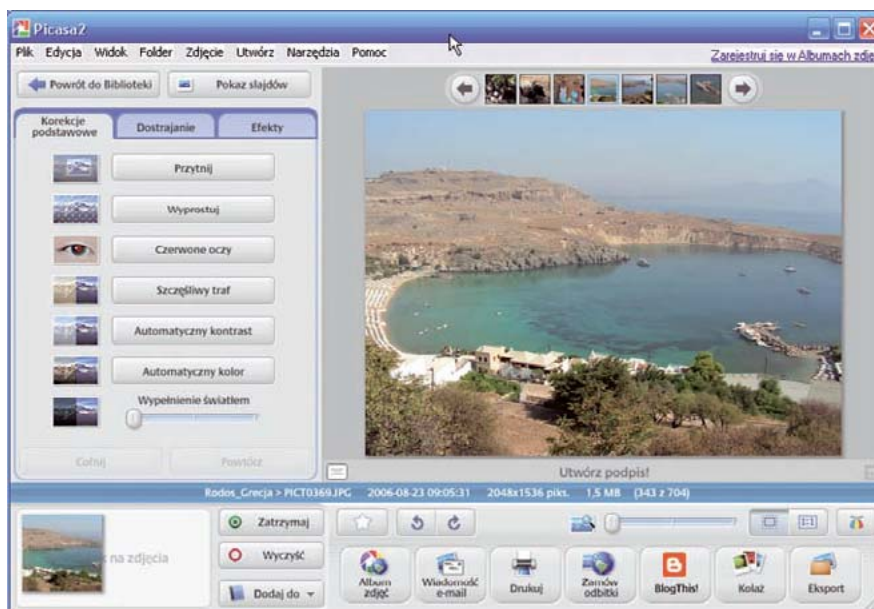 Picasa2
Plik Edycja Widok Folder Zdjęcie Utwórz Narzędzia Pomoc
Zarejestruj się w Albumach zdję
Powrót do Biblioteki
Pokaz slajdów
Korekcje podstawowe
Dostrajanie
Efekty
Przytnij
Wyprostuj
Czerwone oczy
Szczęśliwy traf
Automatyczny kontrast
Automatyczny kolor
Wypełnienie światłem
Cofnij
Powtórz
Utwórz podpis!
Rodos_Grecja > PICT0369.JPG 2006-08-23 09:05:31 2048x1536 piks. 1,5 MB (343 z 704)
na zdjęcia
Zatrzymaj
Wyczyść
Dodaj do
1:1
Album zdjęć
Wiadomość e-mail
Drukuj
Zamów odbitki
BlogThis!
Kolaż
Eksport